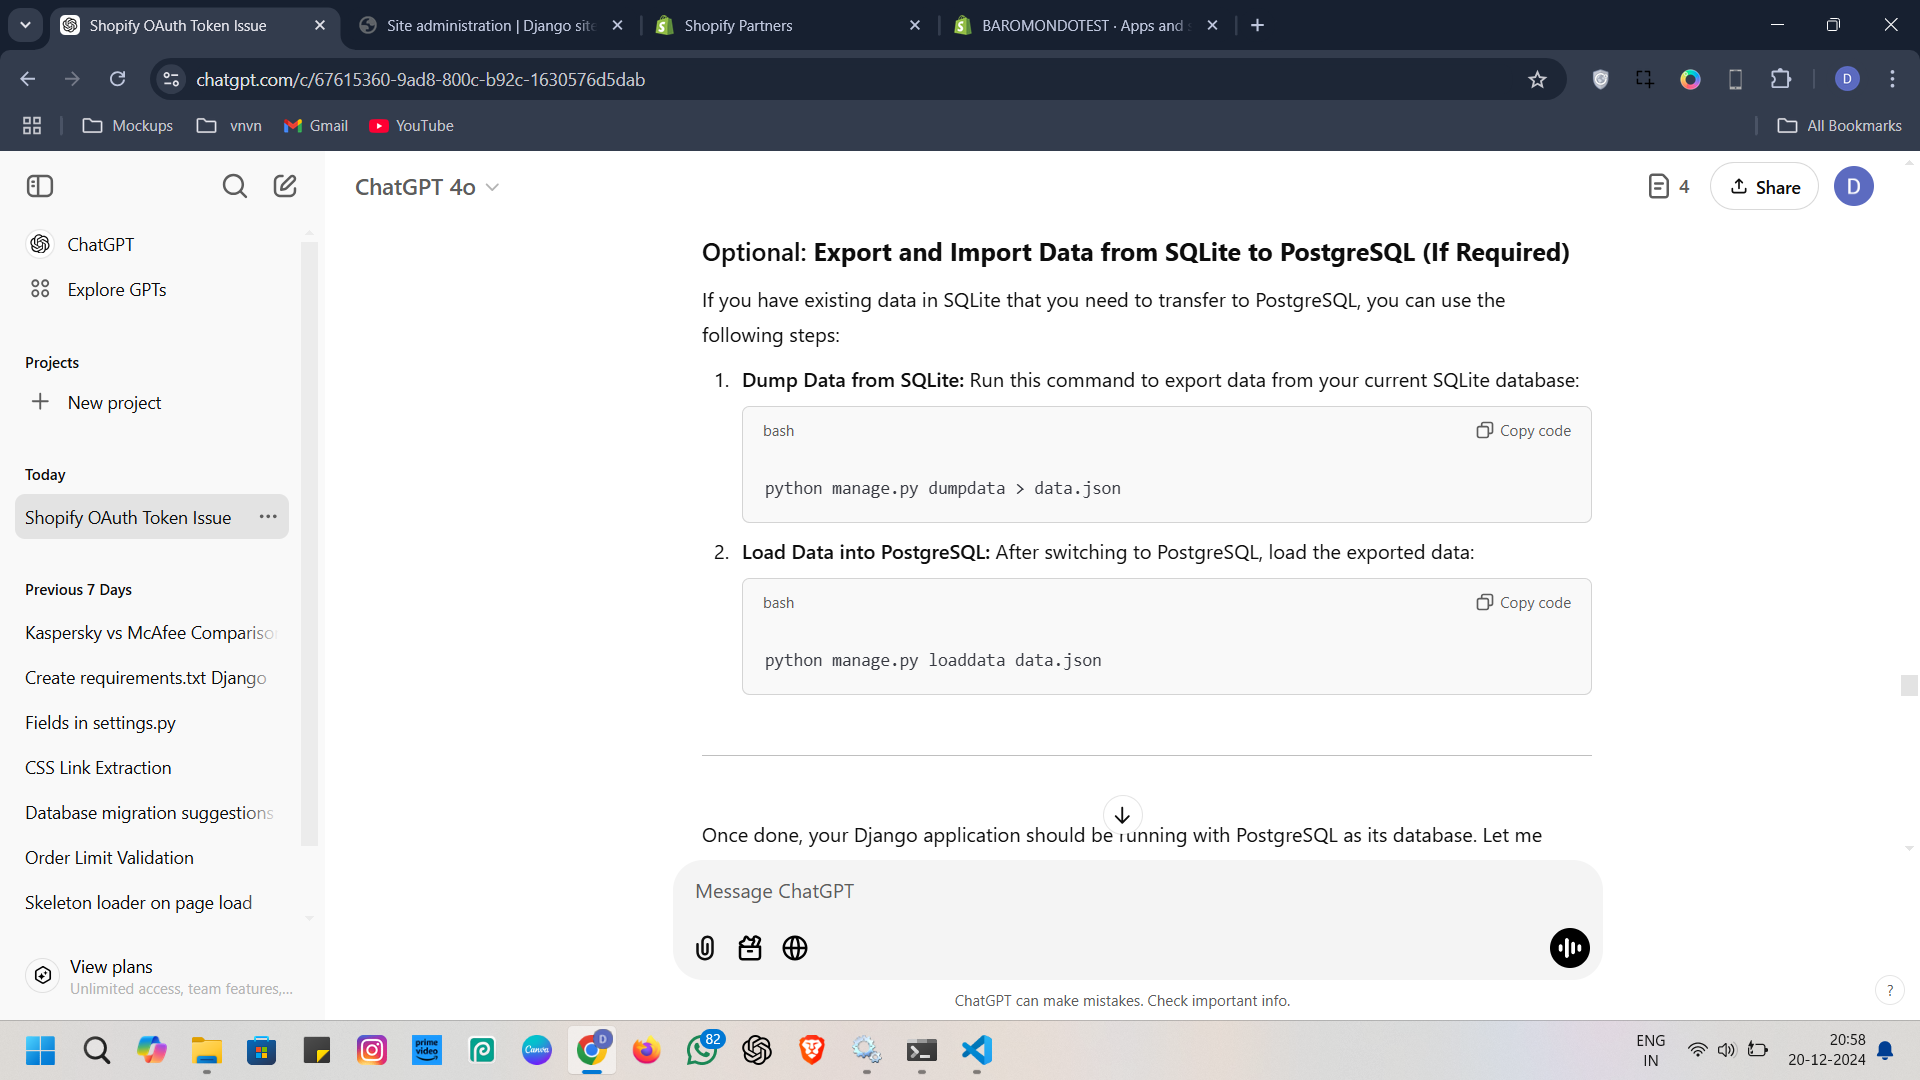 Shopify OAuth Token Issue
Site administration | Django site
Shopify Partners
BAROMONDOTEST · Apps and s
chatgpt.com/c/67615360-9ad8-800c-b92c-1630576d5dab
D
Mockups
vnvn
Gmail
YouTube
All Bookmarks
ChatGPT
Explore GPTs
Projects
New project
Today
Shopify OAuth Token Issue
Previous 7 Days
Kaspersky vs McAfee Comparison
Create requirements.txt Django
Fields in settings.py
CSS Link Extraction
Database migration suggestions
Order Limit Validation
Skeleton loader on page load
View plans
Unlimited access, team features,...
ChatGPT 4o
4
Share
D
Optional: Export and Import Data from SQLite to PostgreSQL (If Required)
If you have existing data in SQLite that you need to transfer to PostgreSQL, you can use the
following steps:
1. Dump Data from SQLite: Run this command to export data from your current SQLite database:
bash
Copy code
python manage.py dumpdata > data.json
2. Load Data into PostgreSQL: After switching to PostgreSQL, load the exported data:
bash
Copy code
python manage.py loaddata data.json
Once done, your Django application should be running with PostgreSQL as its database. Let me
Message ChatGPT
ChatGPT can make mistakes. Check important info.
?
prime video
Canva
D
82
ENG
IN
20:58
20-12-2024